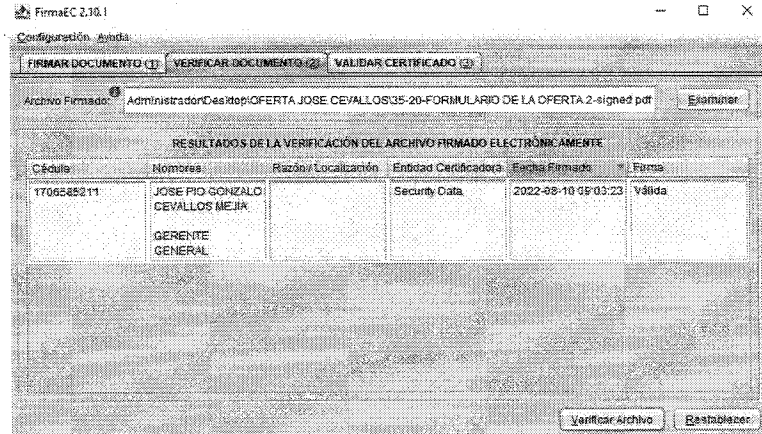 FirmaEC 2.10.1
Configuración Ayuda
FIRMAR DOCUMENTO (1) VERIFICAR DOCUMENTO (2) VALIDAR CERTIFICADO (3)
Archivo Firmado: Administrador\Desktop\OFERTA JOSE CEVALLOS\35-20-FORMULARIO DE LA OFERTA 2-signed.pdf Examinar
RESULTADOS DE LA VERIFICACIÓN DEL ARCHIVO FIRMADO ELECTRÓNICAMENTE
Cédula Nombres Razón / Localización Entidad Certificadora Fecha Firmado Firma
1706585211 JOSE PIO GONZALO Security Data 2022-08-10 09:03:23 Válida
CEVALLOS MEJIA
GERENTE
GENERAL
Verificar Archivo Restablecer